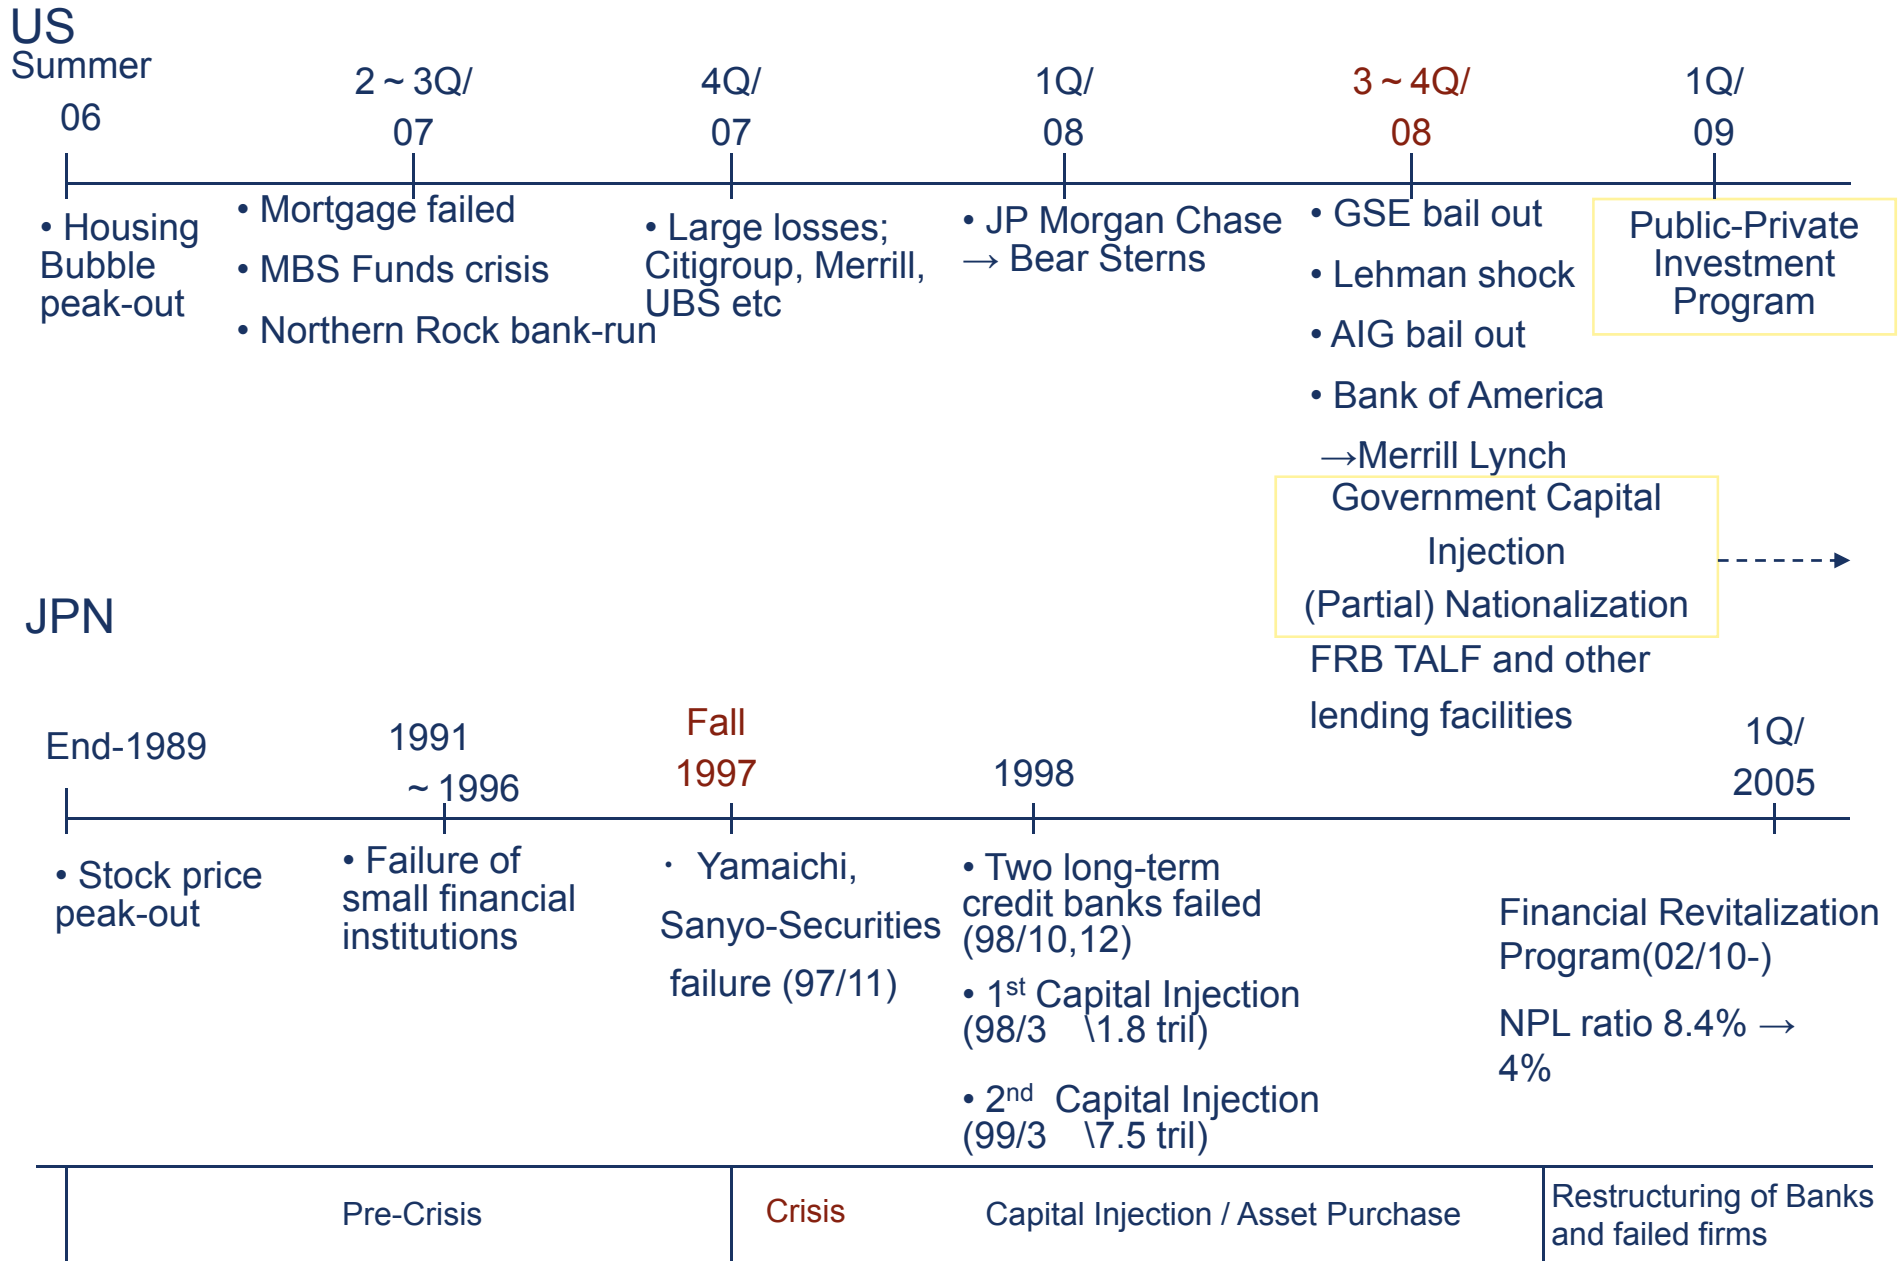 US
Summer
06
2 ~ 3Q/
07
4Q/
07
1Q/
08
3 ~ 4Q/
08
1Q/
09
• Housing
Bubble
peak-out
• Mortgage failed
• MBS Funds crisis
• Northern Rock bank-run
• Large losses;
Citigroup, Merrill,
UBS etc
• JP Morgan Chase
→ Bear Sterns
• GSE bail out
• Lehman shock
• AIG bail out
• Bank of America
→Merrill Lynch
Public-Private
Investment
Program
Government Capital
Injection
(Partial) Nationalization
FRB TALF and other
lending facilities
JPN
End-1989
1991
~ 1996
Fall
1997
1998
1Q/
2005
• Stock price
peak-out
• Failure of
small financial
institutions
・ Yamaichi,
Sanyo-Securities
failure (97/11)
• Two long-term
credit banks failed
(98/10,12)
• 1st Capital Injection
(98/3 \1.8 tril)
• 2nd Capital Injection
(99/3 \7.5 tril)
Financial Revitalization
Program(02/10-)
NPL ratio 8.4% →
4%
Pre-Crisis
Crisis
Capital Injection / Asset Purchase
Restructuring of Banks
and failed firms